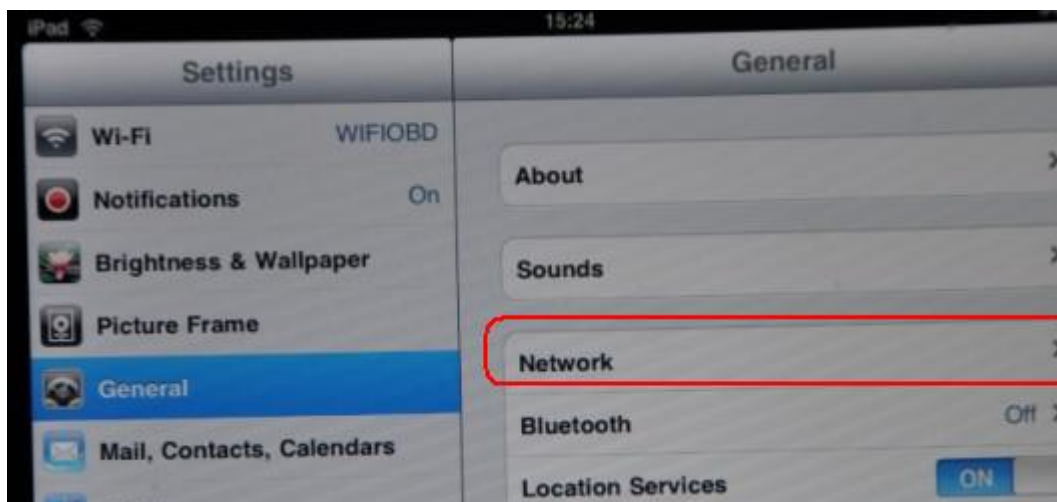 iPad
15:24
Settings
General
Wi-Fi WIFIOBD
Notifications On
Brightness & Wallpaper
Picture Frame
General
Mail, Contacts, Calendars
About
Sounds
Network
Bluetooth Off
Location Services ON